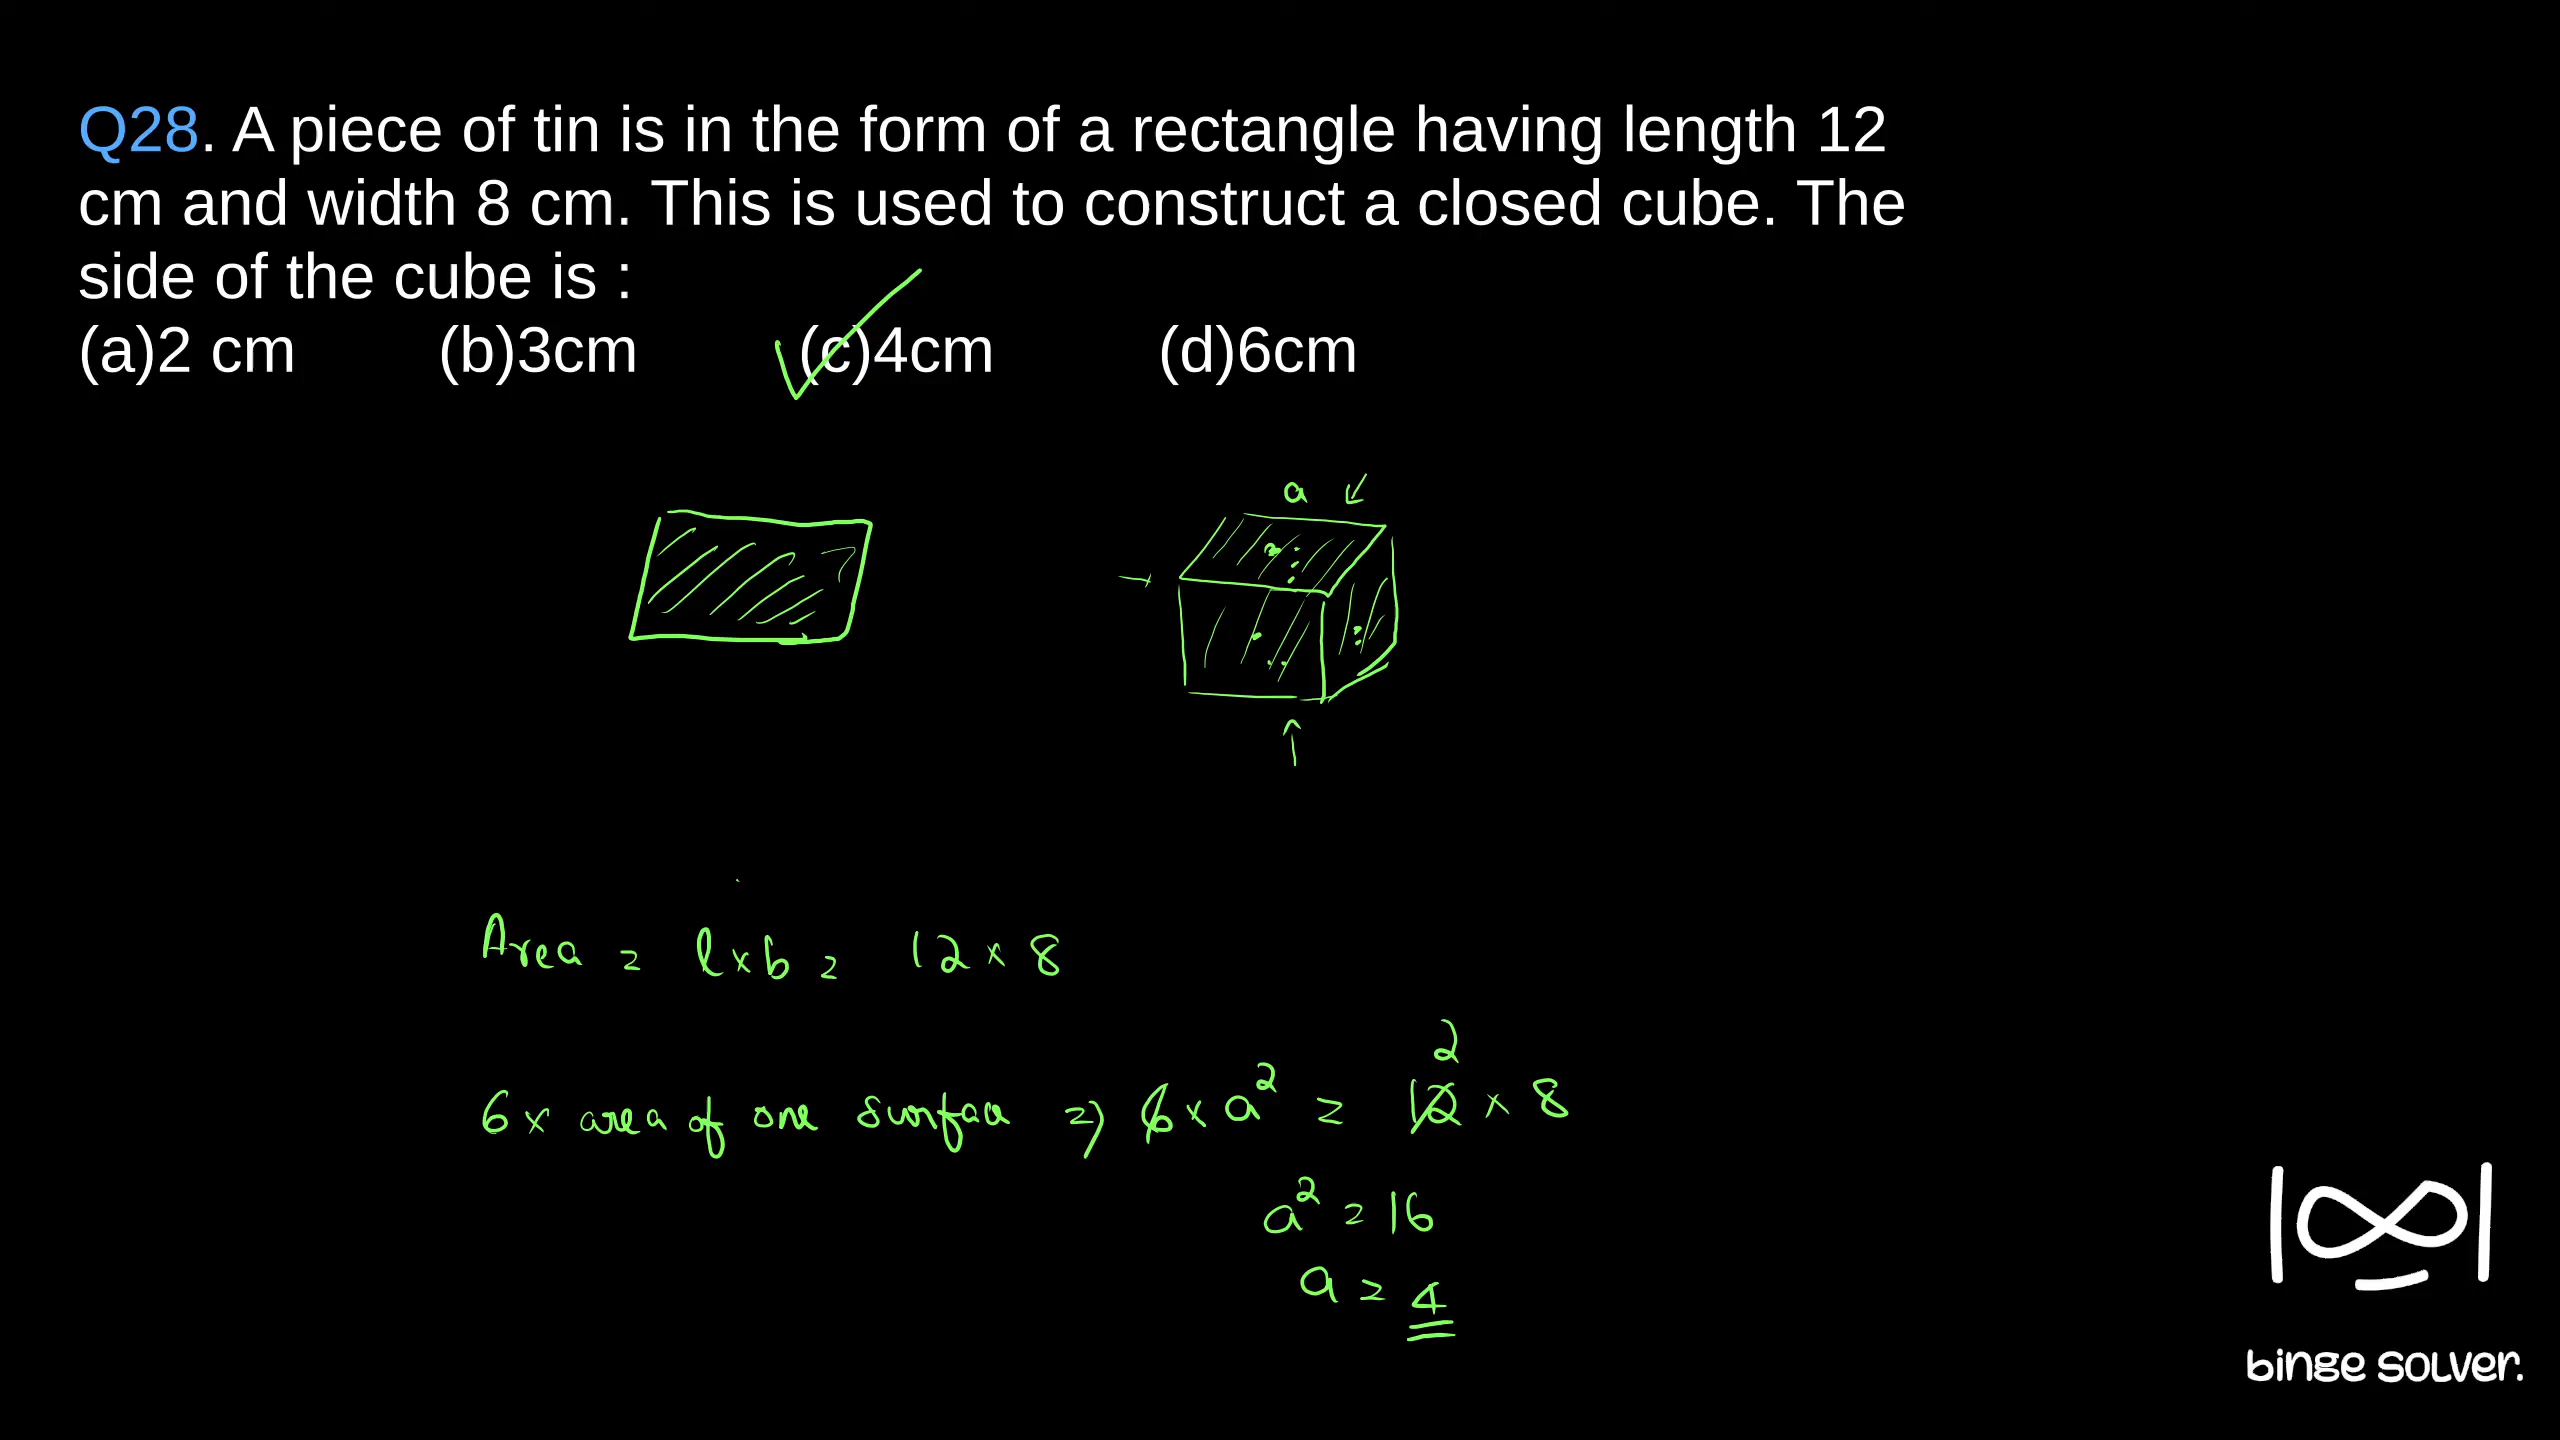 Q28. A piece of tin is in the form of a rectangle having length 12
cm and width 8 cm. This is used to construct a closed cube. The
side of the cube is :
(a)2 cm (b)3cm (c)4cm (d)6cm
a
Area = l×b = 12×8
2
6× area of one surface => 6×a² = 12 × 8
a² = 16
a = 4
binge solver.